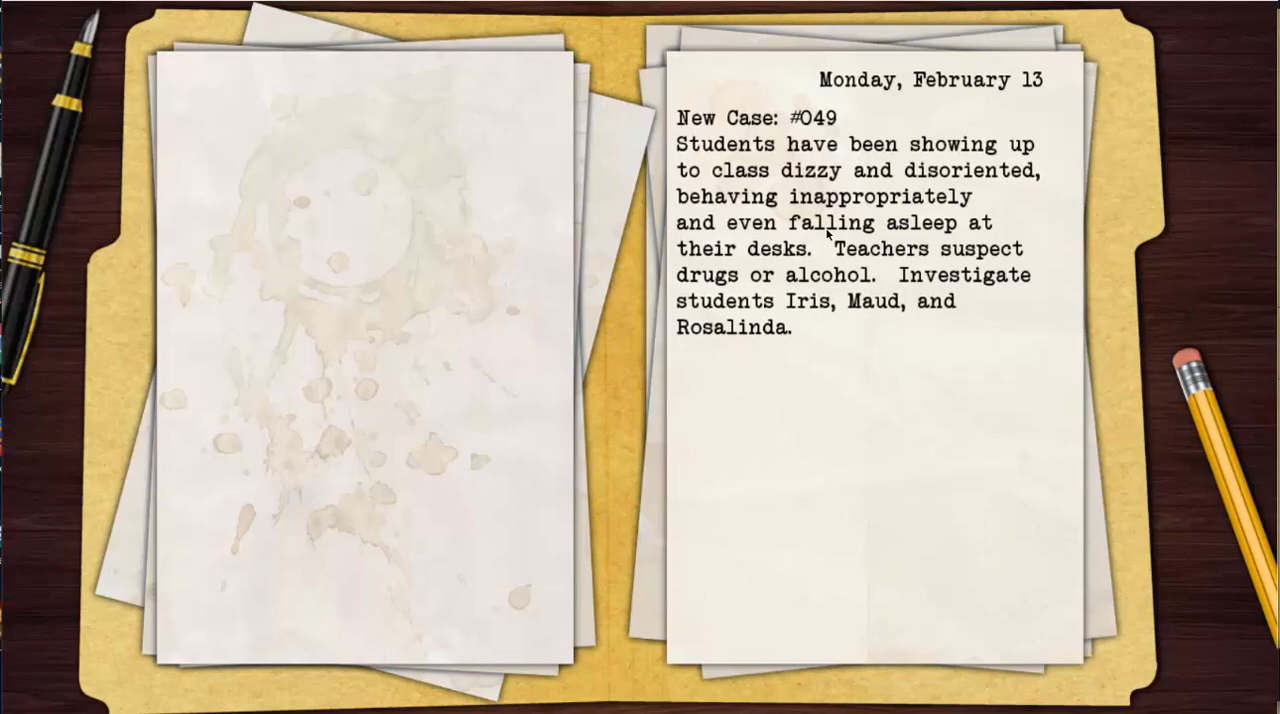 Monday, February 13
New Case: #049
Students have been showing up
to class dizzy and disoriented,
behaving inappropriately
and even falling asleep at
their desks.  Teachers suspect
drugs or alcohol.  Investigate
students Iris, Maud, and
Rosalinda.